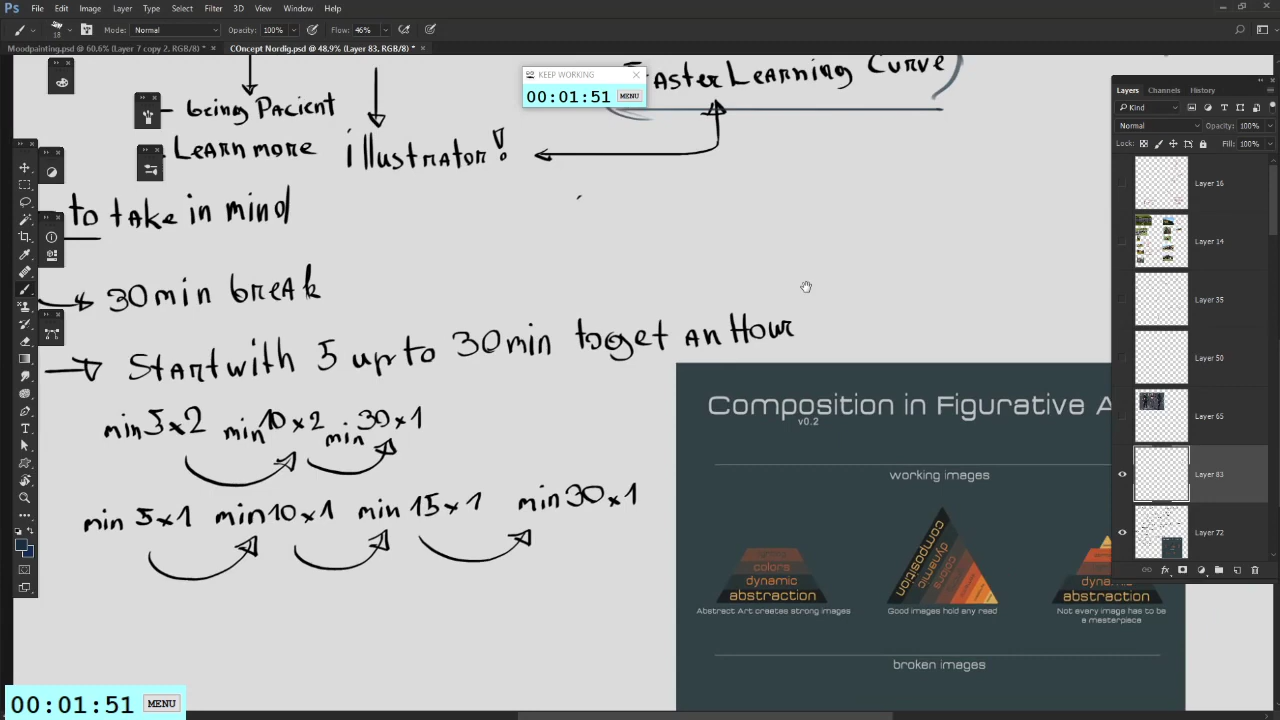 Ps File Edit Image Layer Type Select Filter 3D View Window Help
18 Mode: Normal Opacity: 100% Flow: 46%
Moodpainting.psd @ 60.6% (Layer 7 copy 2, RGB/8) * × COncept Nordig.psd @ 48.9% (Layer 83, RGB/8) * ×
KEEP WORKING
00:01:51 MENU
Faster Learning Curve)
- being Pacient
Learn more illustrator!
to take in mind
30min break
Start with 5 up to 30min to get an Hour
min5x2 min10x2 min30x1
min 5x1 min10x1 min 15x1 min30x1
Composition in Figurative A
v0.2
working images
colors
dynamic
abstraction
Abstract Art creates strong images
composition
dynamic
Good images hold any read
dynamic
abstraction
Not every image has to be
a masterpiece
broken images
Layers Channels History
Kind
Normal Opacity: 100%
Lock: Fill: 100%
Layer 16
Layer 14
Layer 35
Layer 50
Layer 65
Layer 83
Layer 72
fx
00:01:51 MENU